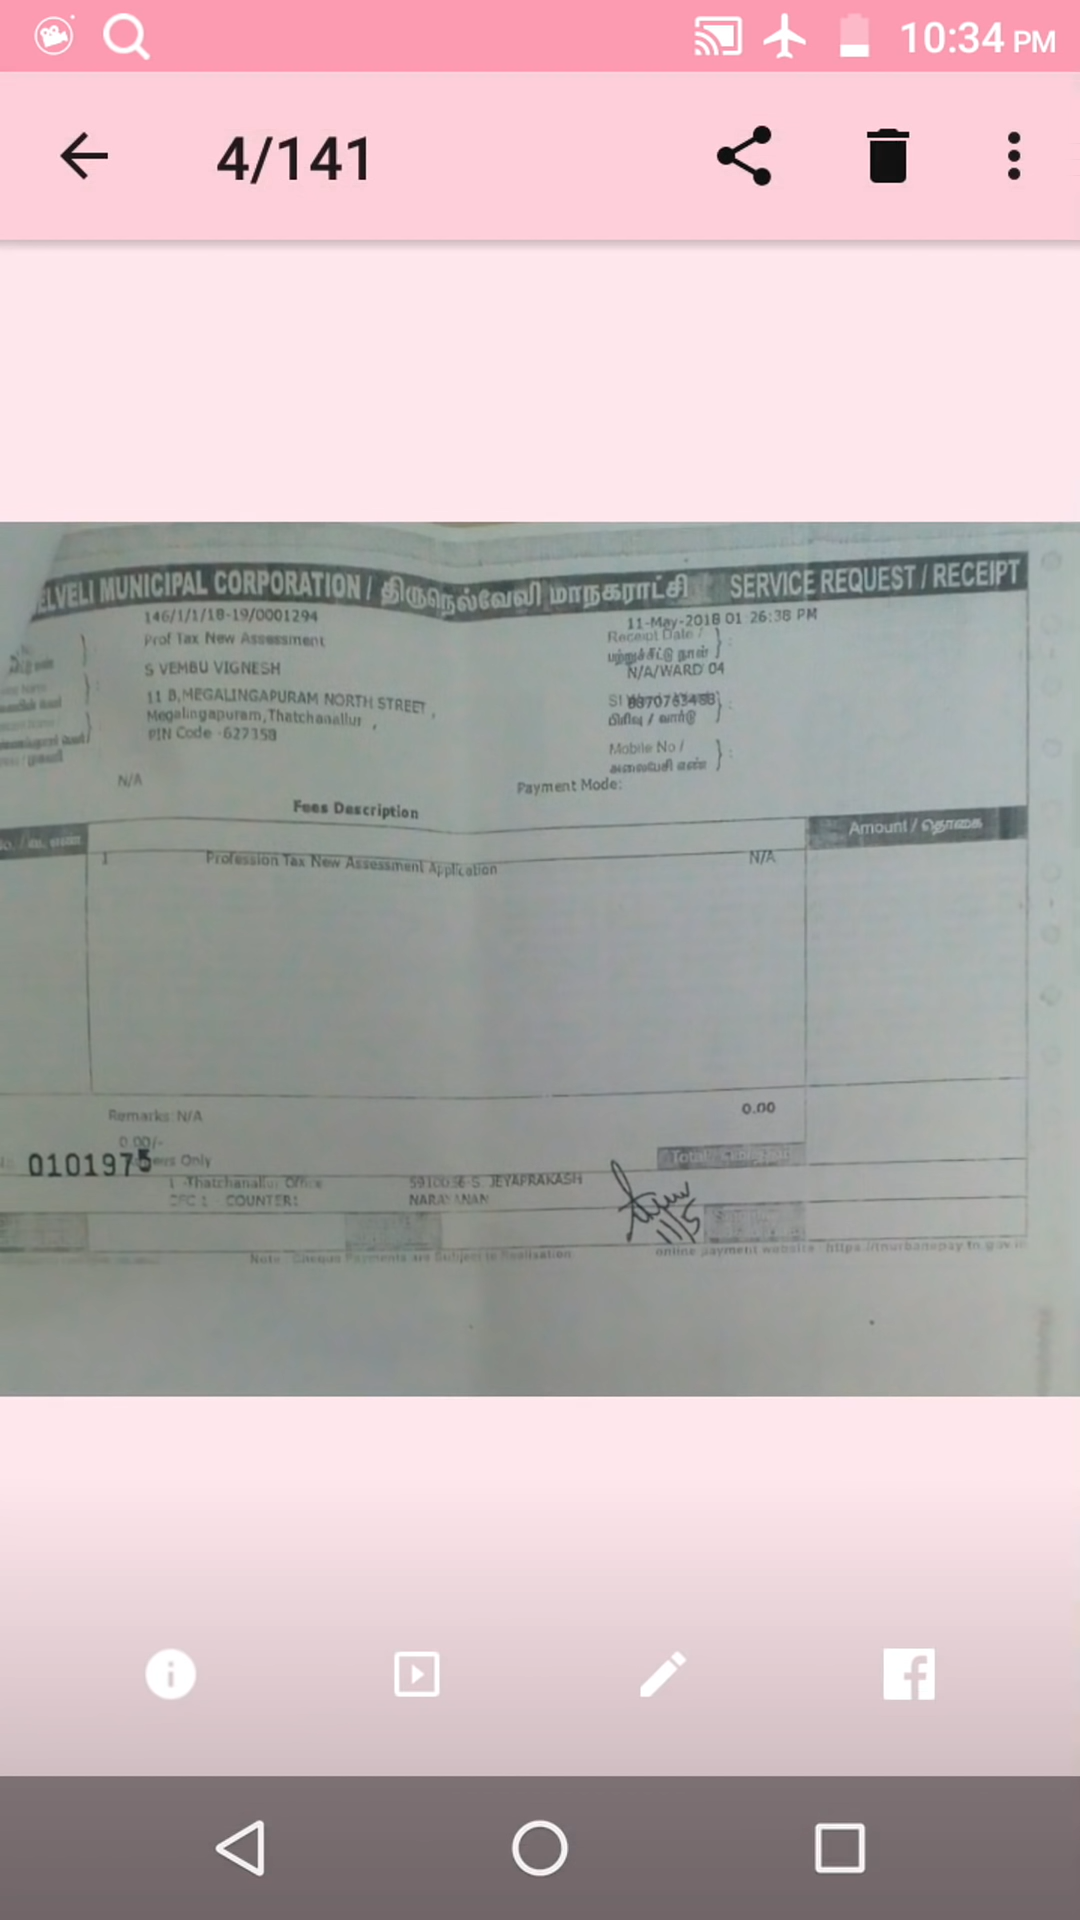 10:34 PM
4/141
ELVELI MUNICIPAL CORPORATION / திருநெல்வேலி மாநகராட்சி SERVICE REQUEST / RECEIPT
146/1/1/18-19/0001294
11-May-2018 01:26:38 PM
Prof Tax New Assessment
Receipt Date /
பற்றுச்சீட்டு நாள்
S VEMBU VIGNESH
N/A/WARD 04
11 B,MEGALINGAPURAM NORTH STREET ,
Megalingapuram,Thatchanallur ,
பிரிவு / வார்டு
PIN Code -627358
Mobile No /
அலைபேசி எண்
N/A
Payment Mode:
Fees Description
Amount / தொகை
1 Profession Tax New Assessment Application N/A
Remarks: N/A
0.00
0.00/-
0101975
Only
Total
1 -Thatchanallur Office
S. JEYAPRAKASH
CFC 1 - COUNTER1
NARAYANAN
11/5
Note : Cheque Payments are Subject to Realisation
online payment website : https://tnurbanepay.tn.gov.in